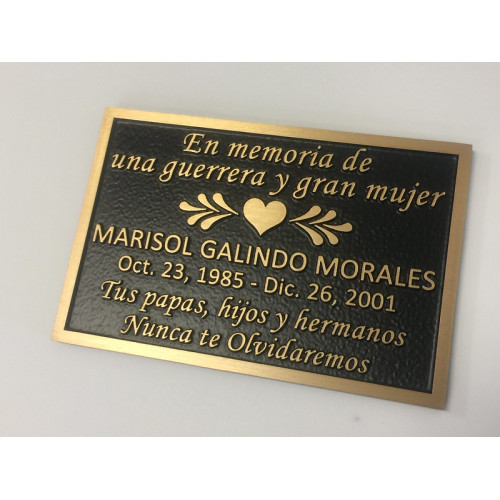 En memoria de
una guerrera y gran mujer
MARISOL GALINDO MORALES
Oct. 23, 1985 - Dic. 26, 2001
Tus papas, hijos y hermanos
Nunca te Olvidaremos